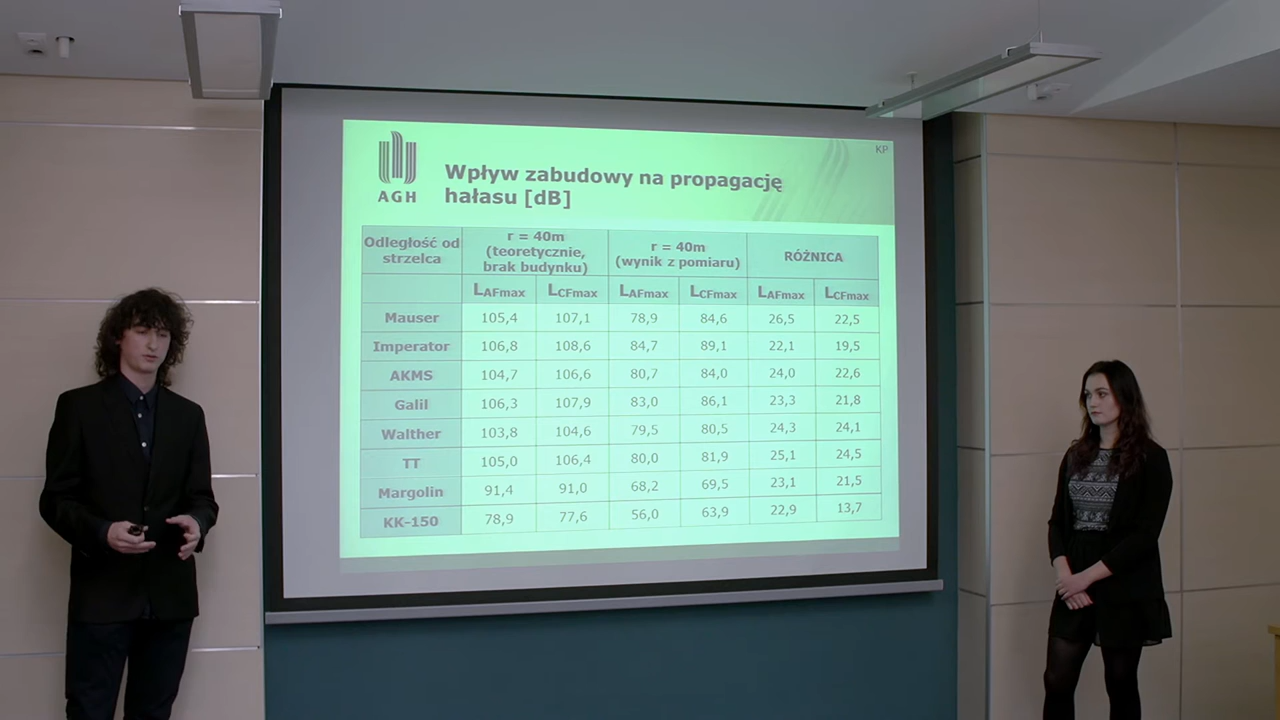 KP
AGH
Wpływ zabudowy na propagację
hałasu [dB]
Odległość od strzelca r = 40m (teoretycznie, brak budynku) r = 40m (wynik z pomiaru) RÓŻNICA
LAFmax LCFmax LAFmax LCFmax LAFmax LCFmax
Mauser 105,4 107,1 78,9 84,6 26,5 22,5
Imperator 106,8 108,6 84,7 89,1 22,1 19,5
AKMS 104,7 106,6 80,7 84,0 24,0 22,6
Galil 106,3 107,9 83,0 86,1 23,3 21,8
Walther 103,8 104,6 79,5 80,5 24,3 24,1
TT 105,0 106,4 80,0 81,9 25,1 24,5
Margolin 91,4 91,0 68,2 69,5 23,1 21,5
KK-150 78,9 77,6 56,0 63,9 22,9 13,7